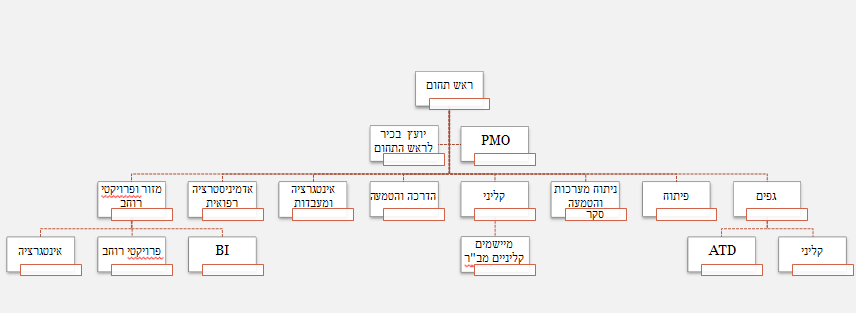 ראש תחום
יועץ בכיר
לראש התחום
PMO
מזור ופרויקטי
רוחב
אדמיניסטרציה
רפואית
אינטגרציה
ומעבדות
הדרכה והטמעה
קליני
ניתוח מערכות
והטמעה
סקר
פיתוח
גפים
אינטגרציה
פרויקטי רוחב
BI
מיישמים
קליניים מב"ר
ATD
קליני